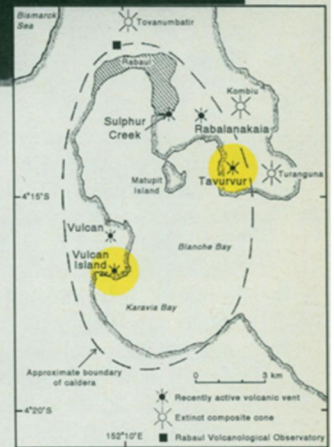 Bismarck
Sea
Tovanumbatir
Rabaul
Kombiu
Sulphur
Creek
Rabalanakaia
Matupit
Island
Tavurvur
Turanguna
4°15'S
Vulcan
Blanche Bay
Vulcan
Island
Karavia Bay
Approximate boundary
of caldera
0 3 km
Recently active volcanic vent
4°20'S
Extinct composite cone
152°10'E
Rabaul Volcanological Observatory